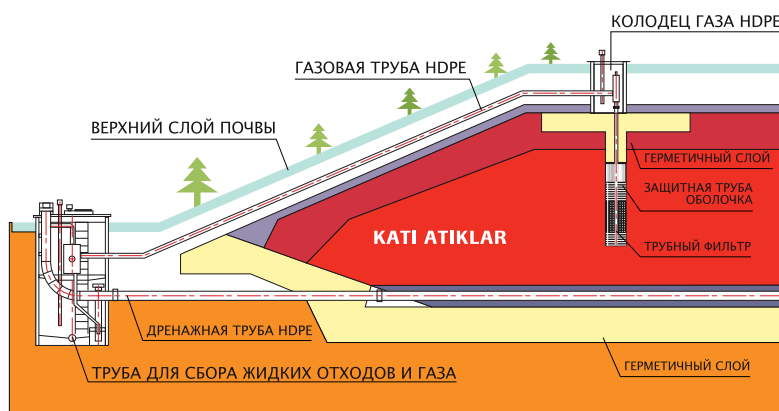 КОЛОДЕЦ ГАЗА HDPE
ГАЗОВАЯ ТРУБА HDPE
ВЕРХНИЙ СЛОЙ ПОЧВЫ
ГЕРМЕТИЧНЫЙ СЛОЙ
ЗАЩИТНАЯ ТРУБА
ОБОЛОЧКА
KATI ATIKLAR
ТРУБНЫЙ ФИЛЬТР
ДРЕНАЖНАЯ ТРУБА HDPE
ГЕРМЕТИЧНЫЙ СЛОЙ
ТРУБА ДЛЯ СБОРА ЖИДКИХ ОТХОДОВ И ГАЗА